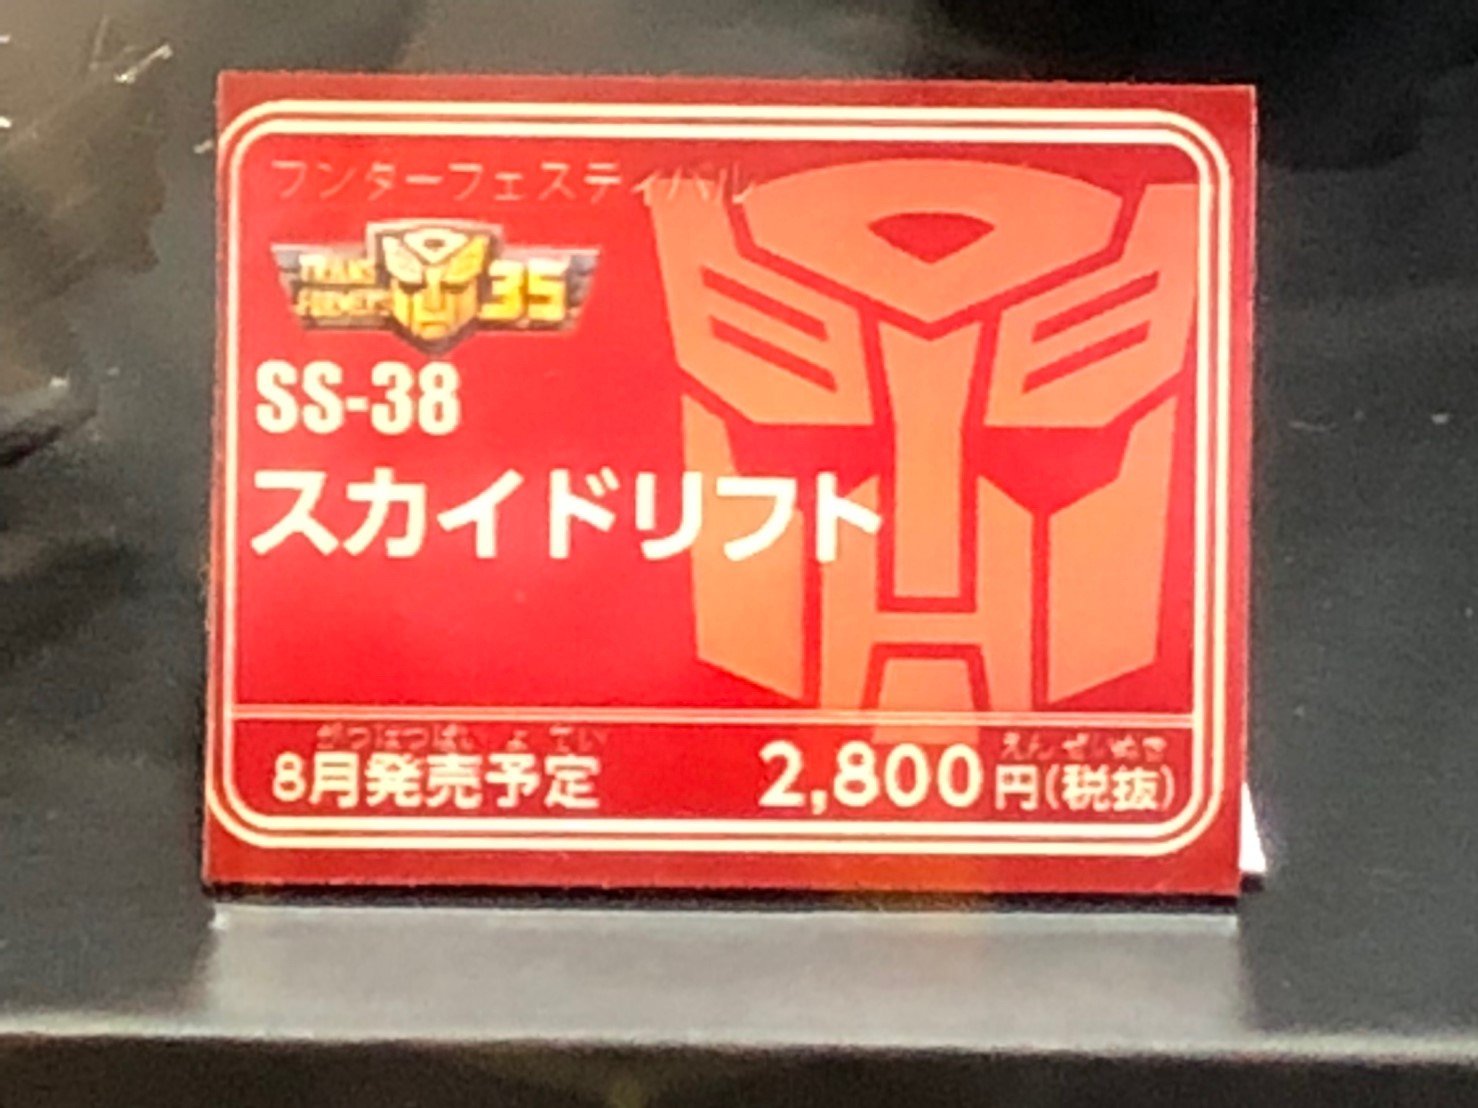 ワンダーフェスティバル
TRANS FORMERS 35
SS-38
スカイドリフト
がつはつばい よ てい
えん ぜいぬき
8月発売予定 2,800円(税抜)